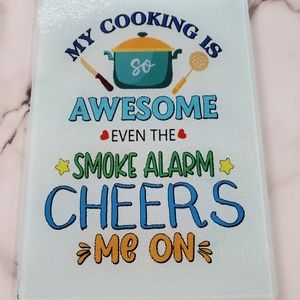 MY COOKING IS
so
AWESOME
EVEN THE
SMOKE ALARM
CHEERS
Me ON